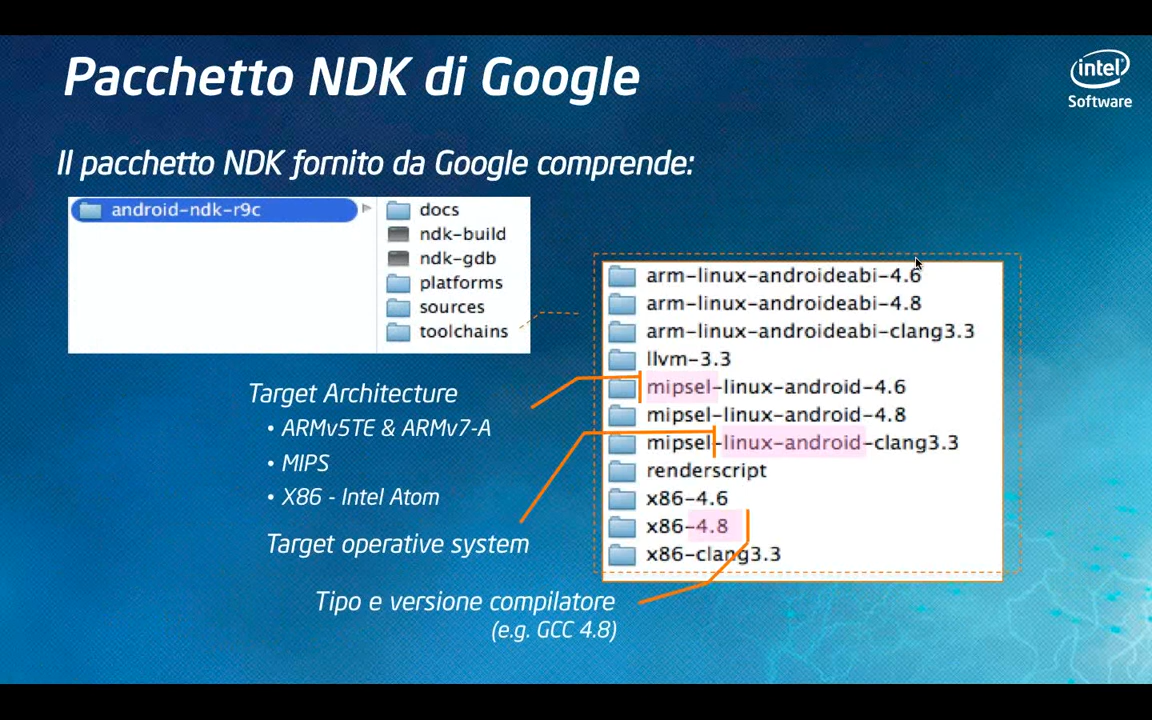 Pacchetto NDK di Google
intel
Software
Il pacchetto NDK fornito da Google comprende:
android-ndk-r9c
docs
ndk-build
ndk-gdb
platforms
sources
toolchains
arm-linux-androideabi-4.6
arm-linux-androideabi-4.8
arm-linux-androideabi-clang3.3
llvm-3.3
mipsel-linux-android-4.6
mipsel-linux-android-4.8
mipsel-linux-android-clang3.3
renderscript
x86-4.6
x86-4.8
x86-clang3.3
Target Architecture
• ARMv5TE & ARMv7-A
• MIPS
• X86 - Intel Atom
Target operative system
Tipo e versione compilatore
(e.g. GCC 4.8)